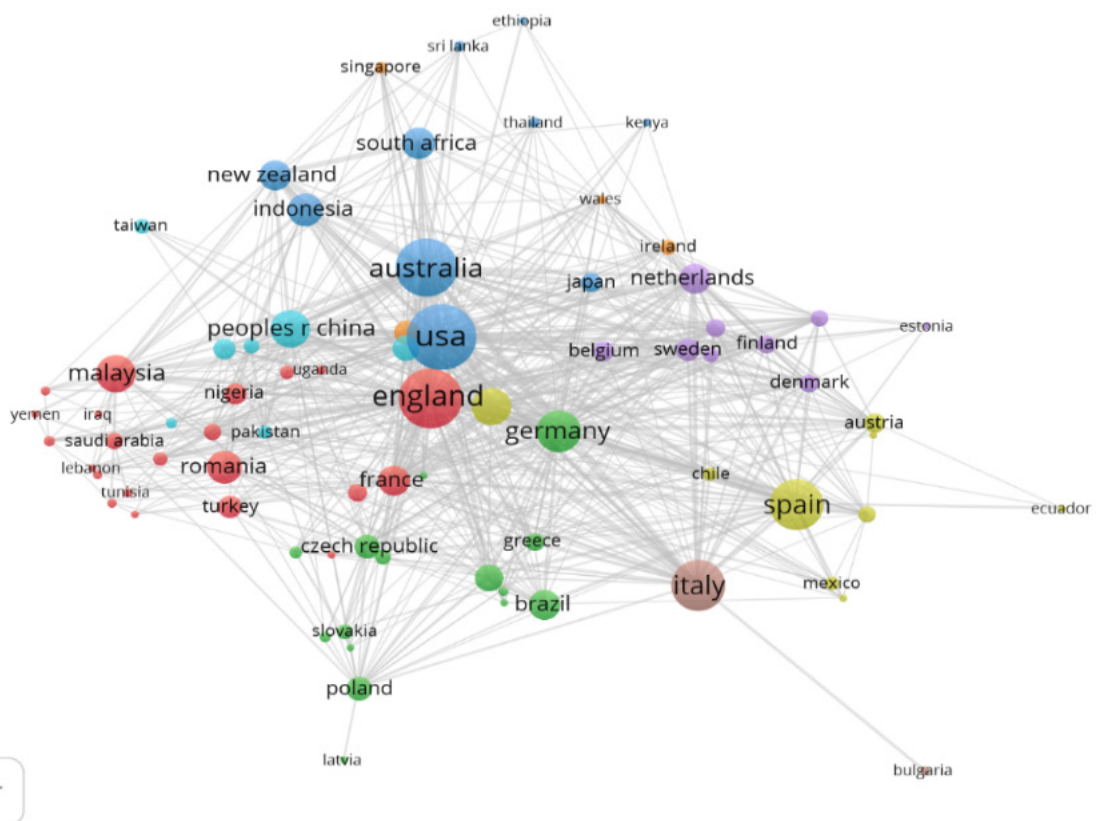 ethiopia
sri lanka
singapore
thailand
kenya
south africa
new zealand
wales
indonesia
taiwan
ireland
australia
japan
netherlands
peoples r china
usa
estonia
belgium
sweden
finland
malaysia
uganda
denmark
nigeria
england
yemen
iraq
austria
saudi arabia
pakistan
germany
lebanon
romania
france
chile
tunisia
turkey
spain
ecuador
czech republic
greece
italy
mexico
brazil
slovakia
poland
latvia
bulgaria